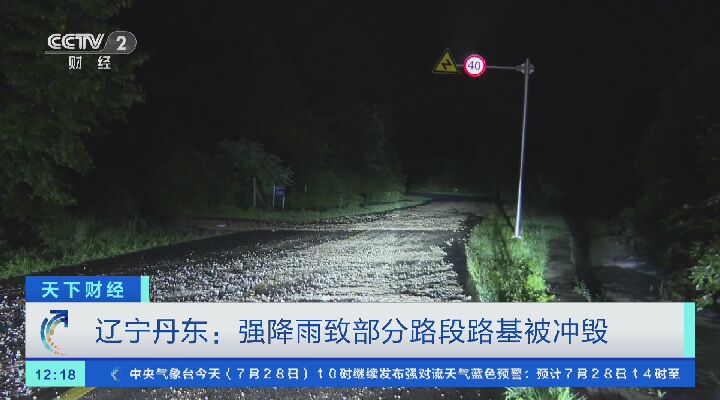 CCTV 2
财 经
40
天下财经
辽宁丹东：强降雨致部分路段路基被冲毁
12:18
中央气象台今天（7月28日）10时继续发布强对流天气蓝色预警：预计7月28日14时至